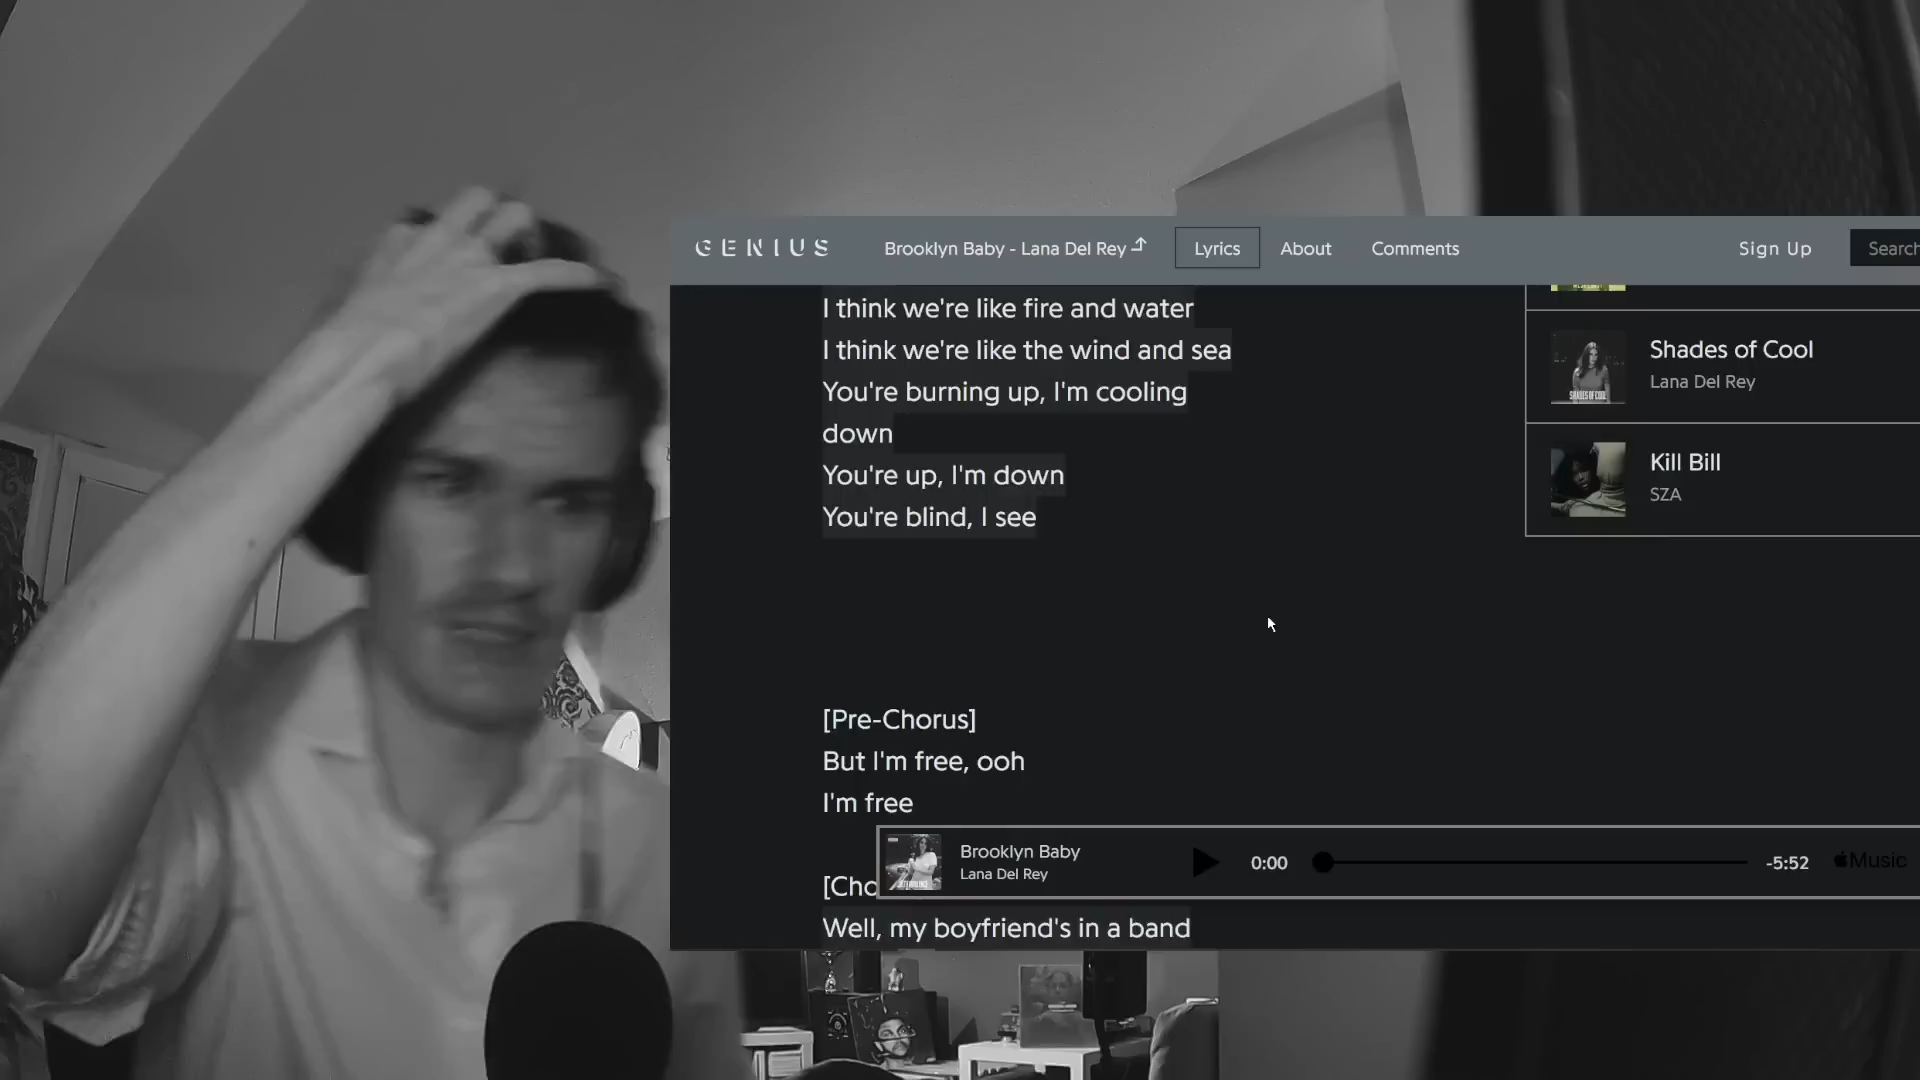 GENIUS
Brooklyn Baby - Lana Del Rey
Lyrics
About
Comments
Sign Up
Search
I think we're like fire and water
I think we're like the wind and sea
You're burning up, I'm cooling
down
You're up, I'm down
You're blind, I see
Shades of Cool
Lana Del Rey
Kill Bill
SZA
[Pre-Chorus]
But I'm free, ooh
I'm free
Brooklyn Baby
Lana Del Rey
0:00
-5:52
Music
[Cho
Well, my boyfriend's in a band